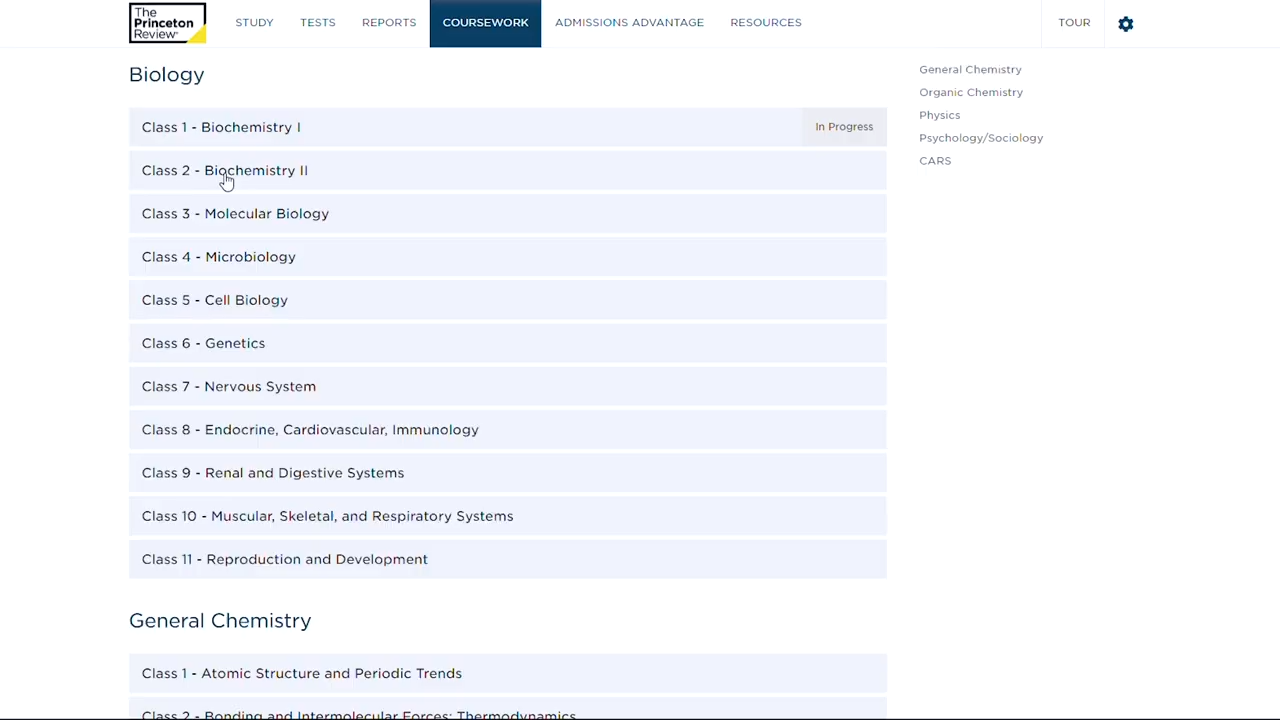 The
Princeton
Review®
STUDY
TESTS
REPORTS
COURSEWORK
ADMISSIONS ADVANTAGE
RESOURCES
TOUR
Biology
Class 1 - Biochemistry I
In Progress
Class 2 - Biochemistry II
Class 3 - Molecular Biology
Class 4 - Microbiology
Class 5 - Cell Biology
Class 6 - Genetics
Class 7 - Nervous System
Class 8 - Endocrine, Cardiovascular, Immunology
Class 9 - Renal and Digestive Systems
Class 10 - Muscular, Skeletal, and Respiratory Systems
Class 11 - Reproduction and Development
General Chemistry
Class 1 - Atomic Structure and Periodic Trends
Class 2 - Bonding and Intermolecular Forces; Thermodynamics
General Chemistry
Organic Chemistry
Physics
Psychology/Sociology
CARS